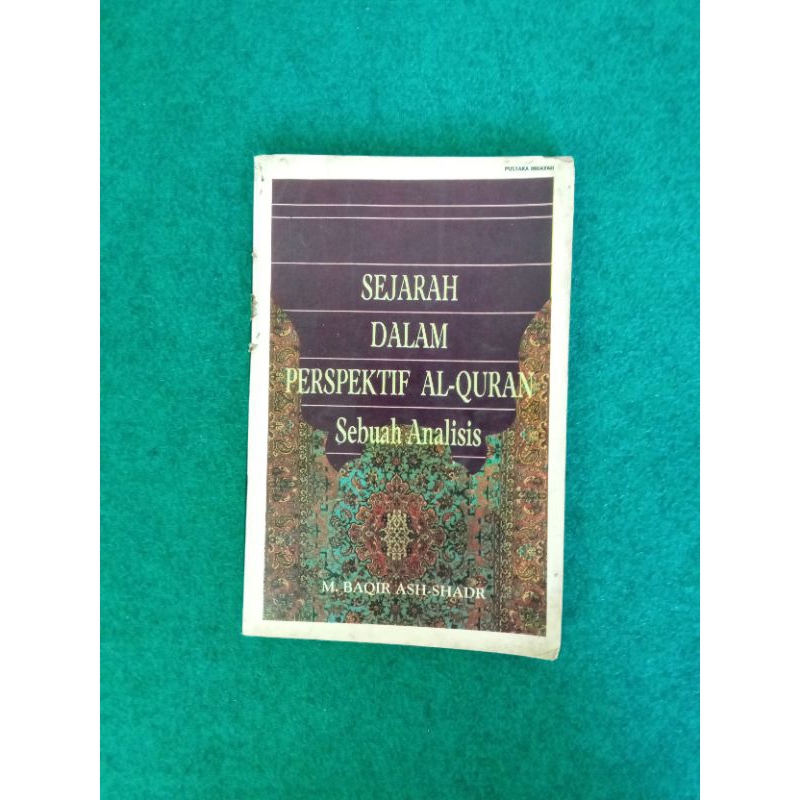 PUSTAKA HIDAYAH
SEJARAH
DALAM
PERSPEKTIF AL-QURAN
Sebuah Analisis
M. BAQIR ASH-SHADR